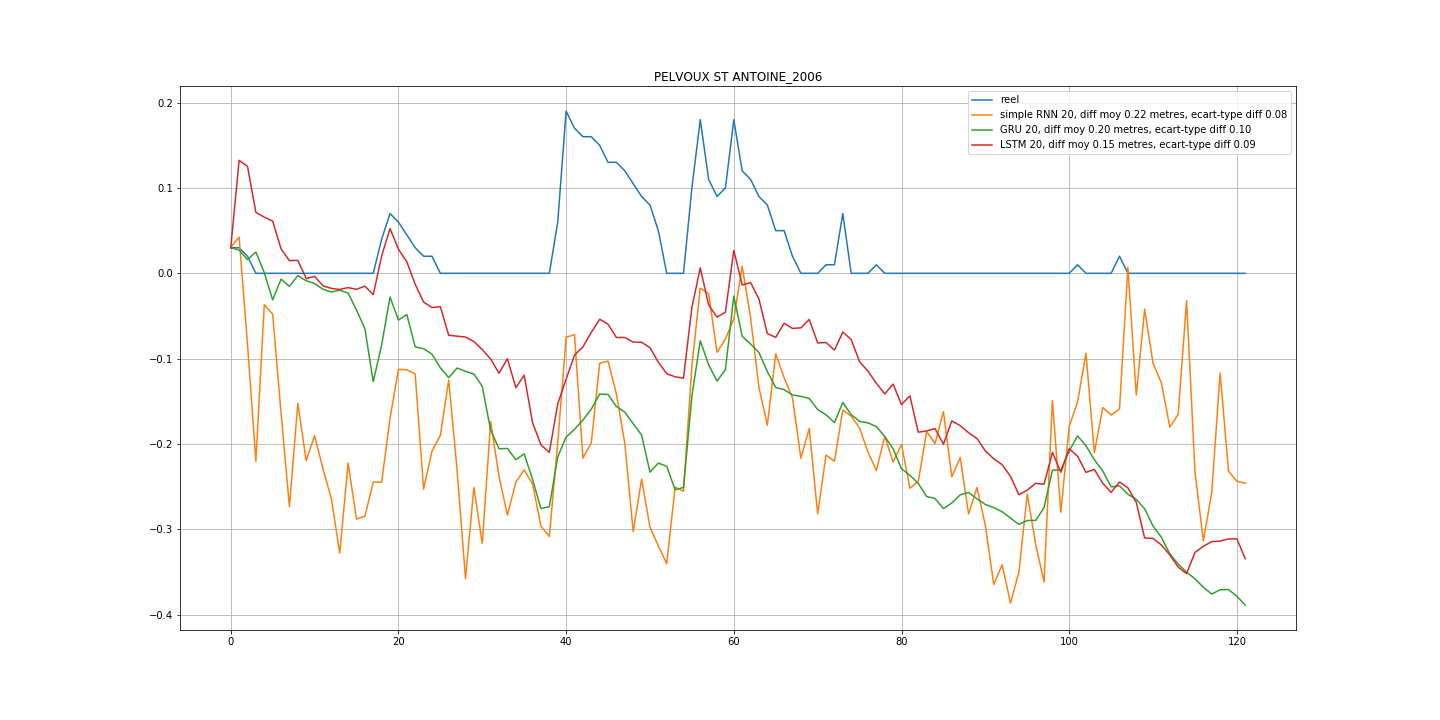 PELVOUX ST ANTOINE_2006
reel
simple RNN 20, diff moy 0.22 metres, ecart-type diff 0.08
GRU 20, diff moy 0.20 metres, ecart-type diff 0.10
LSTM 20, diff moy 0.15 metres, ecart-type diff 0.09
0.2
0.1
0.0
−0.1
−0.2
−0.3
−0.4
0 20 40 60 80 100 120